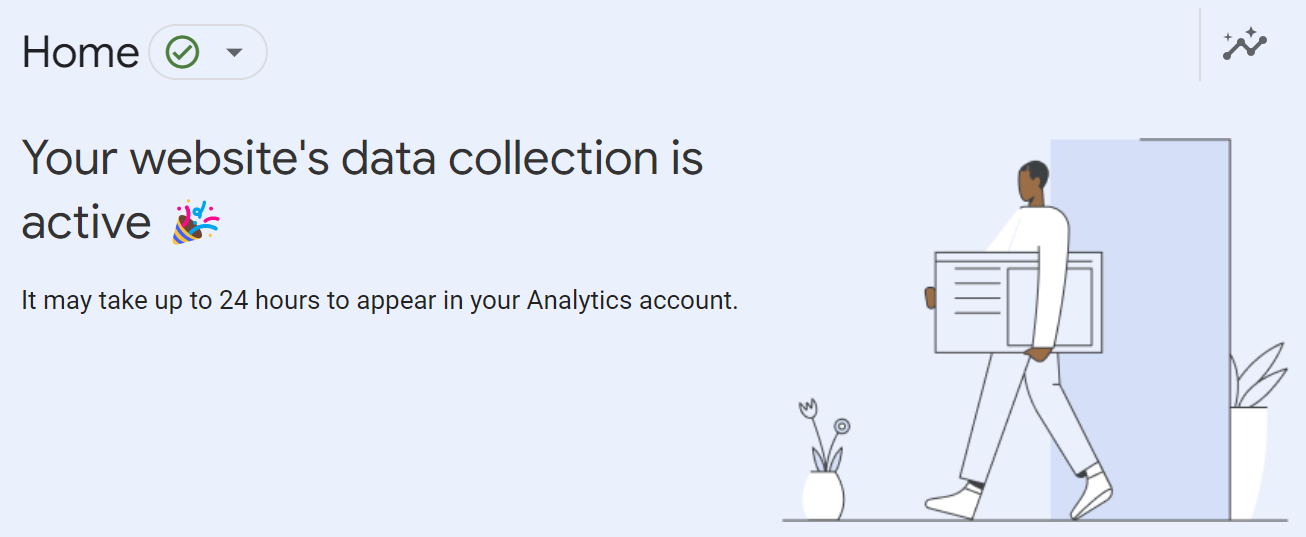 Home
Your website's data collection is
active 🎉
It may take up to 24 hours to appear in your Analytics account.